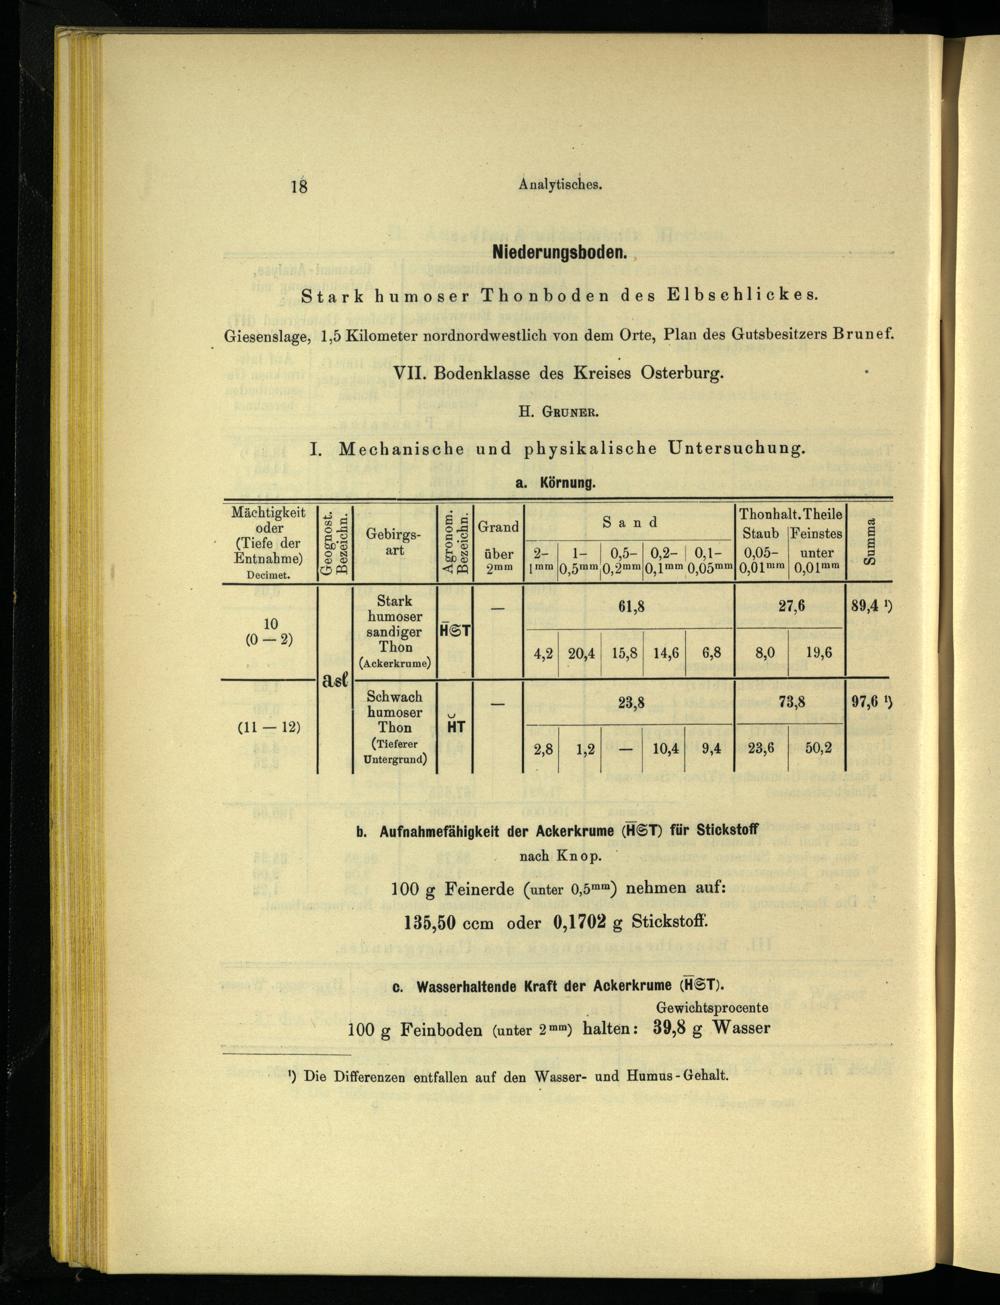 18
Analytisches.
Niederungsboden.
Stark humoser Thonboden des Elbschlickes.
Giesenslage, 1,5 Kilometer nordnordwestlich von dem Orte, Plan des Gutsbesitzers Brunef.
VII. Bodenklasse des Kreises Osterburg.
H. GRUNER.
I. Mechanische und physikalische Untersuchung.
a. Körnung.
Mächtigkeit
oder
(Tiefe der
Entnahme)
Decimet.
Geognost.
Bezeichn.
Gebirgs-
art
Agronom.
Bezeichn.
Grand
über
2mm
Sand
2-
1mm
1-
0,5mm
0,5-
0,2mm
0,2-
0,1mm
0,1-
0,05mm
Thonhalt. Theile
Staub
0,05-
0,01mm
Feinstes
unter
0,01mm
Summa
10
(0 — 2)
asl
Stark
humoser
sandiger
Thon
(Ackerkrume)
H̅ST
—
61,8
27,6
89,4 ¹)
4,2 20,4 15,8 14,6 6,8 8,0 19,6
(11 — 12)
Schwach
humoser
Thon
(Tieferer
Untergrund)
H̆T
—
23,8
73,8
97,6 ¹)
2,8 1,2 — 10,4 9,4 23,6 50,2
b. Aufnahmefähigkeit der Ackerkrume (H̅ST) für Stickstoff
nach Knop.
100 g Feinerde (unter 0,5mm) nehmen auf:
135,50 ccm oder 0,1702 g Stickstoff.
c. Wasserhaltende Kraft der Ackerkrume (H̅ST).
Gewichtsprocente
100 g Feinboden (unter 2mm) halten: 39,8 g Wasser
¹) Die Differenzen entfallen auf den Wasser- und Humus-Gehalt.